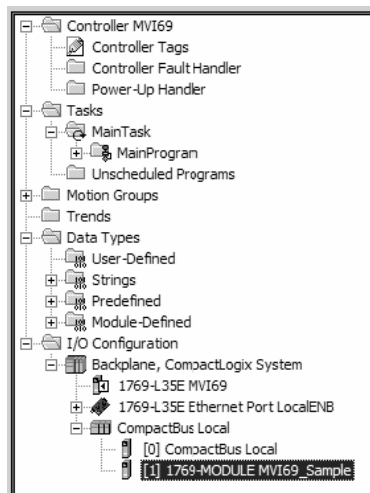 Controller MVI69
Controller Tags
Controller Fault Handler
Power-Up Handler
Tasks
MainTask
MainProgran
Unscheduled Programs
Motion Groups
Trends
Data Types
User-Defined
Strings
Predefined
Module-Defined
I/O Configuration
Backplane, CompactLogix System
1769-L35E MVI69
1769-L35E Ethernet Port LocalENB
CompactBus Local
[0] CompactBus Local
[1] 1769-MODULE MVI69_Sample